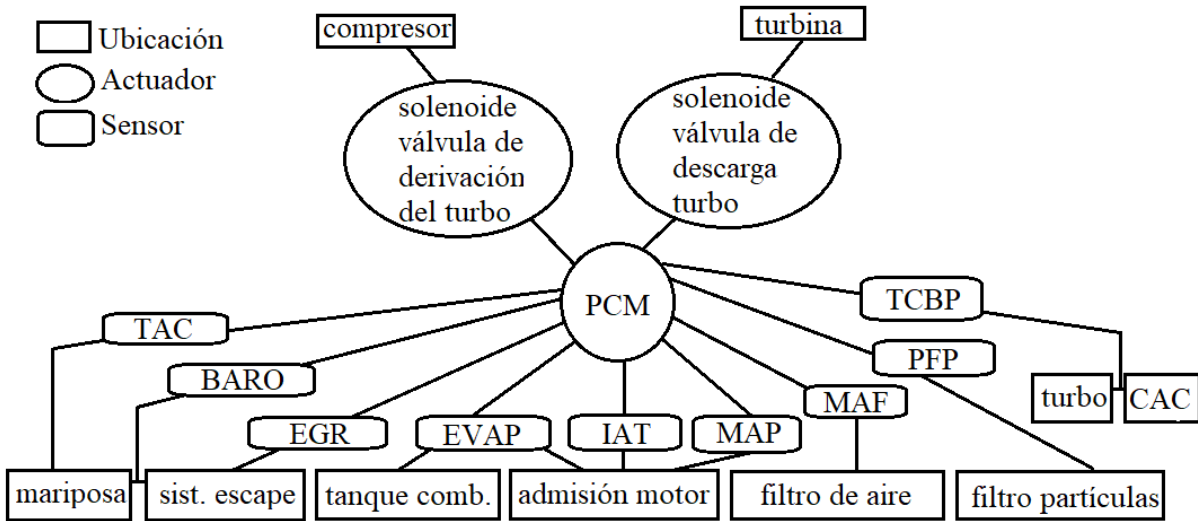 Ubicación
Actuador
Sensor
compresor
turbina
solenoide
válvula de
derivación
del turbo
solenoide
válvula de
descarga
turbo
PCM
TCBP
TAC
PFP
BARO
MAF
turbo
CAC
EGR
EVAP
IAT
MAP
mariposa
sist. escape
tanque comb.
admisión motor
filtro de aire
filtro partículas